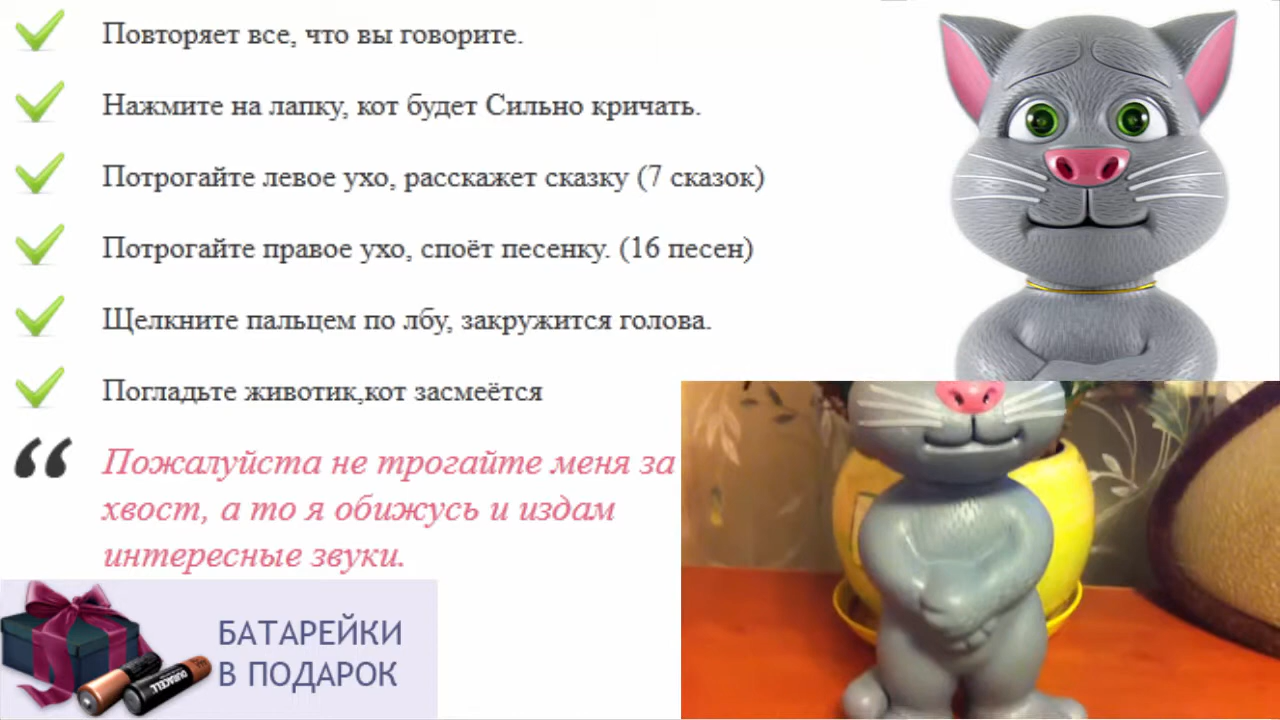 Повторяет все, что вы говорите.
Нажмите на лапку, кот будет Сильно кричать.
Потрогайте левое ухо, расскажет сказку (7 сказок)
Потрогайте правое ухо, споёт песенку. (16 песен)
Щелкните пальцем по лбу, закружится голова.
Погладьте животик,кот засмеётся
“ Пожалуйста не трогайте меня за
хвост, а то я обижусь и издам
интересные звуки.
БАТАРЕЙКИ
В ПОДАРОК
DURACELL